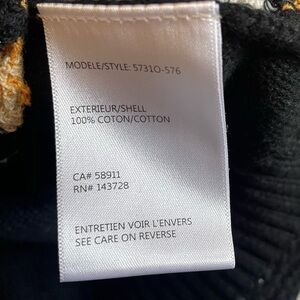 MODELE/STYLE: 5731O-576
EXTERIEUR/SHELL
100% COTON/COTTON
CA# 58911
RN# 143728
ENTRETIEN VOIR L'ENVERS
SEE CARE ON REVERSE